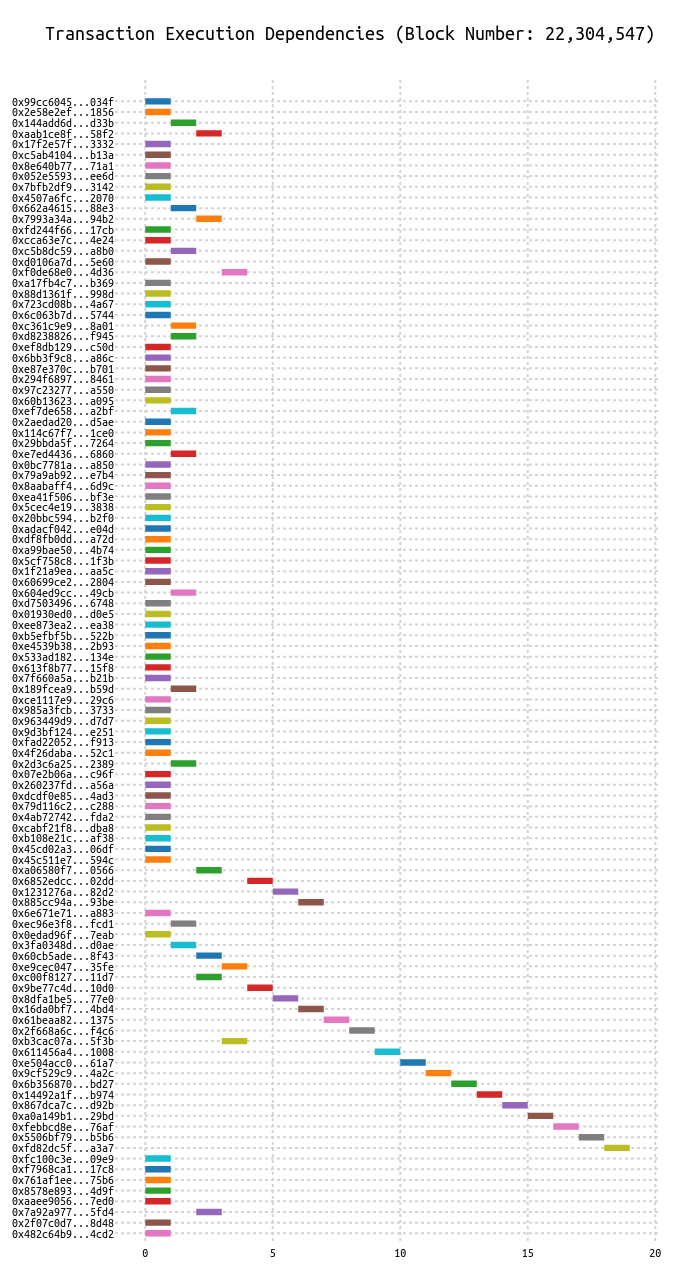 Transaction Execution Dependencies (Block Number: 22,304,547)
0x99cc6045...034f
0x2e58e2ef...1856
0x144add6d...d33b
0xaab1ce8f...58f2
0x17f2e57f...3332
0xc5ab4104...b13a
0x8e640b77...71a1
0x052e5593...ee6d
0x7bfb2df9...3142
0x4507a6fc...2070
0x662a4615...88e3
0x7993a34a...94b2
0xfd244f66...17cb
0xcca63e7c...4e24
0xc5b8dc59...a8b0
0xd0106a7d...5e60
0xf0de68e0...4d36
0xa17fb4c7...b369
0x88d1361f...998d
0x723cd08b...4a67
0x6c063b7d...5744
0xc361c9e9...8a01
0xd8238826...f945
0xef8db129...c50d
0x6bb3f9c8...a86c
0xe87e370c...b701
0x294f6897...8461
0x97c23277...a550
0x60b13623...a095
0xef7de658...a2bf
0x2aedad20...d5ae
0x114c67f7...1ce0
0x29bbda5f...7264
0xe7ed4436...6860
0x0bc7781a...a850
0x79a9ab92...e7b4
0x8aabaff4...6d9c
0xea41f506...bf3e
0x5cec4e19...3838
0x20bbc594...b2f0
0xadacf042...e04d
0xdf8fb0dd...a72d
0xa99bae50...4b74
0x5cf758c8...1f3b
0x1f21a9ea...aa5c
0x60699ce2...2804
0x604ed9cc...49cb
0xd7503496...6748
0x01930ed0...d0e5
0xee873ea2...ea38
0xb5efbf5b...522b
0xe4539b38...2b93
0x533ad182...134e
0x613f8b77...15f8
0x7f660a5a...b21b
0x189fcea9...b59d
0xce1117e9...29c6
0x985a3fcb...3733
0x963449d9...d7d7
0x9d3bf124...e251
0xfad22052...f913
0x4f26daba...52c1
0x2d3c6a25...2389
0x07e2b06a...c96f
0x260237fd...a56a
0xdcdf0e85...4ad3
0x79d116c2...c288
0x4ab72742...fda2
0xcabf21f8...dba8
0xb108e21c...af38
0x45cd02a3...06df
0x45c511e7...594c
0xa06580f7...0566
0x6852edcc...02dd
0x1231276a...82d2
0x885cc94a...93be
0x6e671e71...a883
0xec96e3f8...fcd1
0x0edad96f...7eab
0x3fa0348d...d0ae
0x60cb5ade...8f43
0xe9cec047...35fe
0xc00f8127...11d7
0x9be77c4d...10d0
0x8dfa1be5...77e0
0x16da0bf7...4bd4
0x61beaa82...1375
0x2f668a6c...f4c6
0xb3cac07a...5f3b
0x611456a4...1008
0xe504acc0...61a7
0x9cf529c9...4a2c
0x6b356870...bd27
0x14492a1f...b974
0x867dca7c...d92b
0xa0a149b1...29bd
0xfebbcd8e...76af
0x5506bf79...b5b6
0xfd82dc5f...a3a7
0xfc100c3e...09e9
0xf7968ca1...17c8
0x761af1ee...75b6
0x8578e893...4d9f
0xaaee9056...7ed0
0x7a92a977...5fd4
0x2f07c0d7...8d48
0x482c64b9...4cd2
0 5 10 15 20